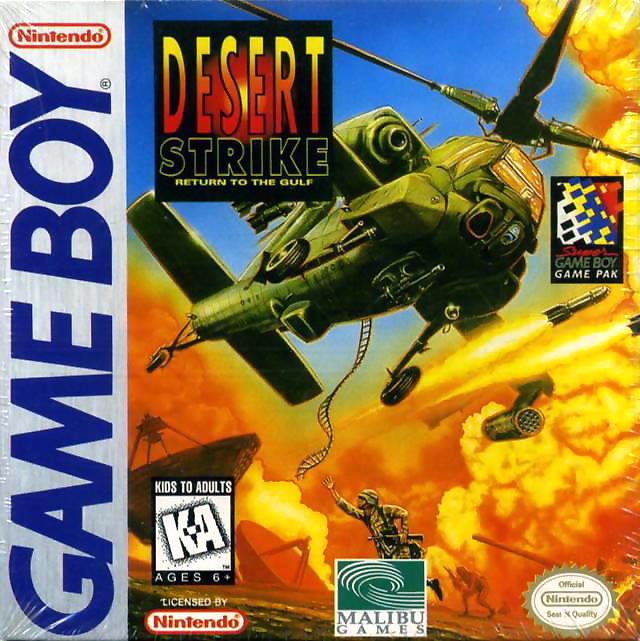 Nintendo®
GAME BOY
DESERT
STRIKE
RETURN TO THE GULF
Super
GAME BOY
GAME PAK
KIDS TO ADULTS
K-A
AGES 6+
LICENSED BY
Nintendo
MALIBU
GAMES
Official
Nintendo
Seal of Quality